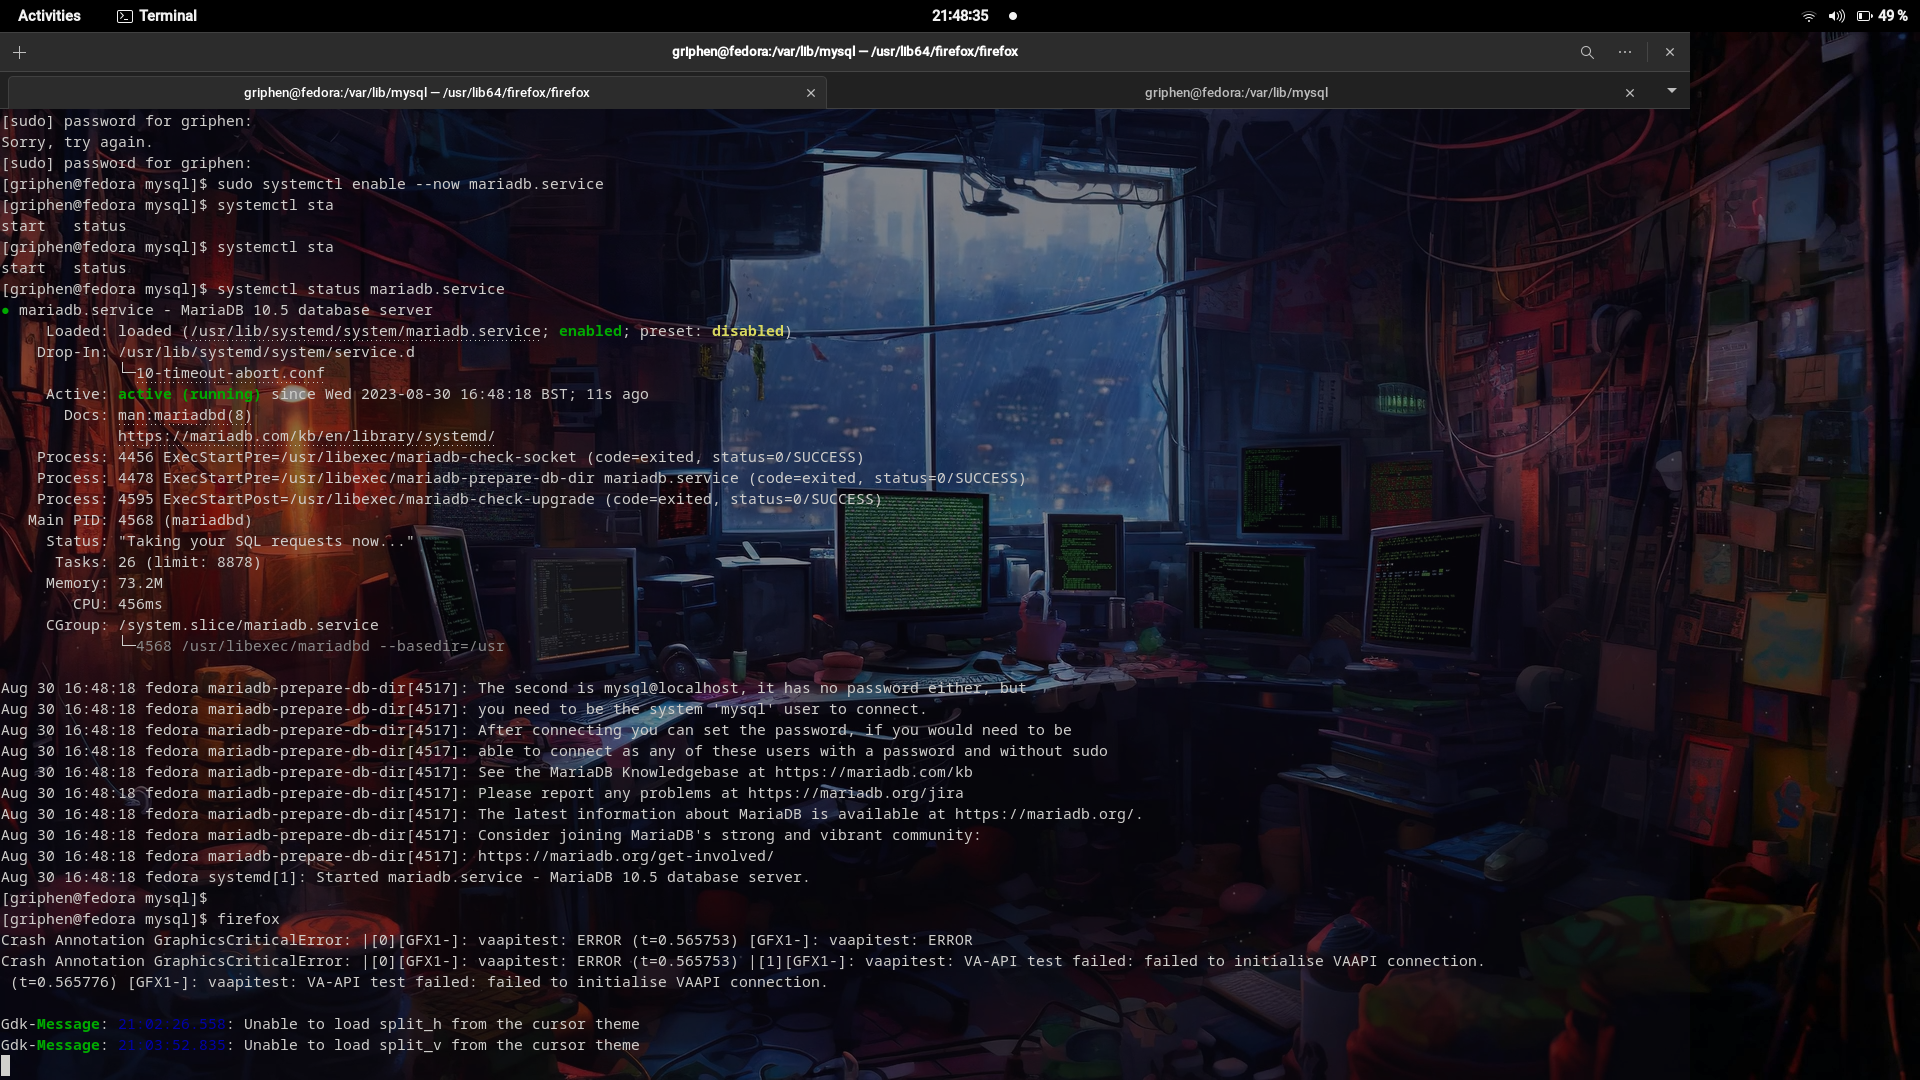 Activities Terminal 21:48:35 49 %
griphen@fedora:/var/lib/mysql — /usr/lib64/firefox/firefox
griphen@fedora:/var/lib/mysql — /usr/lib64/firefox/firefox griphen@fedora:/var/lib/mysql
[sudo] password for griphen:
Sorry, try again.
[sudo] password for griphen:
[griphen@fedora mysql]$ sudo systemctl enable --now mariadb.service
[griphen@fedora mysql]$ systemctl sta
start   status
[griphen@fedora mysql]$ systemctl sta
start   status
[griphen@fedora mysql]$ systemctl status mariadb.service
● mariadb.service - MariaDB 10.5 database server
     Loaded: loaded (/usr/lib/systemd/system/mariadb.service; enabled; preset: disabled)
    Drop-In: /usr/lib/systemd/system/service.d
             └─10-timeout-abort.conf
     Active: active (running) since Wed 2023-08-30 16:48:18 BST; 11s ago
       Docs: man:mariadbd(8)
             https://mariadb.com/kb/en/library/systemd/
    Process: 4456 ExecStartPre=/usr/libexec/mariadb-check-socket (code=exited, status=0/SUCCESS)
    Process: 4478 ExecStartPre=/usr/libexec/mariadb-prepare-db-dir mariadb.service (code=exited, status=0/SUCCESS)
    Process: 4595 ExecStartPost=/usr/libexec/mariadb-check-upgrade (code=exited, status=0/SUCCESS)
   Main PID: 4568 (mariadbd)
     Status: "Taking your SQL requests now..."
      Tasks: 26 (limit: 8878)
     Memory: 73.2M
        CPU: 456ms
     CGroup: /system.slice/mariadb.service
             └─4568 /usr/libexec/mariadbd --basedir=/usr
Aug 30 16:48:18 fedora mariadb-prepare-db-dir[4517]: The second is mysql@localhost, it has no password either, but
Aug 30 16:48:18 fedora mariadb-prepare-db-dir[4517]: you need to be the system 'mysql' user to connect.
Aug 30 16:48:18 fedora mariadb-prepare-db-dir[4517]: After connecting you can set the password, if you would need to be
Aug 30 16:48:18 fedora mariadb-prepare-db-dir[4517]: able to connect as any of these users with a password and without sudo
Aug 30 16:48:18 fedora mariadb-prepare-db-dir[4517]: See the MariaDB Knowledgebase at https://mariadb.com/kb
Aug 30 16:48:18 fedora mariadb-prepare-db-dir[4517]: Please report any problems at https://mariadb.org/jira
Aug 30 16:48:18 fedora mariadb-prepare-db-dir[4517]: The latest information about MariaDB is available at https://mariadb.org/.
Aug 30 16:48:18 fedora mariadb-prepare-db-dir[4517]: Consider joining MariaDB's strong and vibrant community:
Aug 30 16:48:18 fedora mariadb-prepare-db-dir[4517]: https://mariadb.org/get-involved/
Aug 30 16:48:18 fedora systemd[1]: Started mariadb.service - MariaDB 10.5 database server.
[griphen@fedora mysql]$
[griphen@fedora mysql]$ firefox
Crash Annotation GraphicsCriticalError: |[0][GFX1-]: vaapitest: ERROR (t=0.565753) [GFX1-]: vaapitest: ERROR
Crash Annotation GraphicsCriticalError: |[0][GFX1-]: vaapitest: ERROR (t=0.565753) |[1][GFX1-]: vaapitest: VA-API test failed: failed to initialise VAAPI connection.
 (t=0.565776) [GFX1-]: vaapitest: VA-API test failed: failed to initialise VAAPI connection.
Gdk-Message: 21:02:26.558: Unable to load split_h from the cursor theme
Gdk-Message: 21:03:52.835: Unable to load split_v from the cursor theme